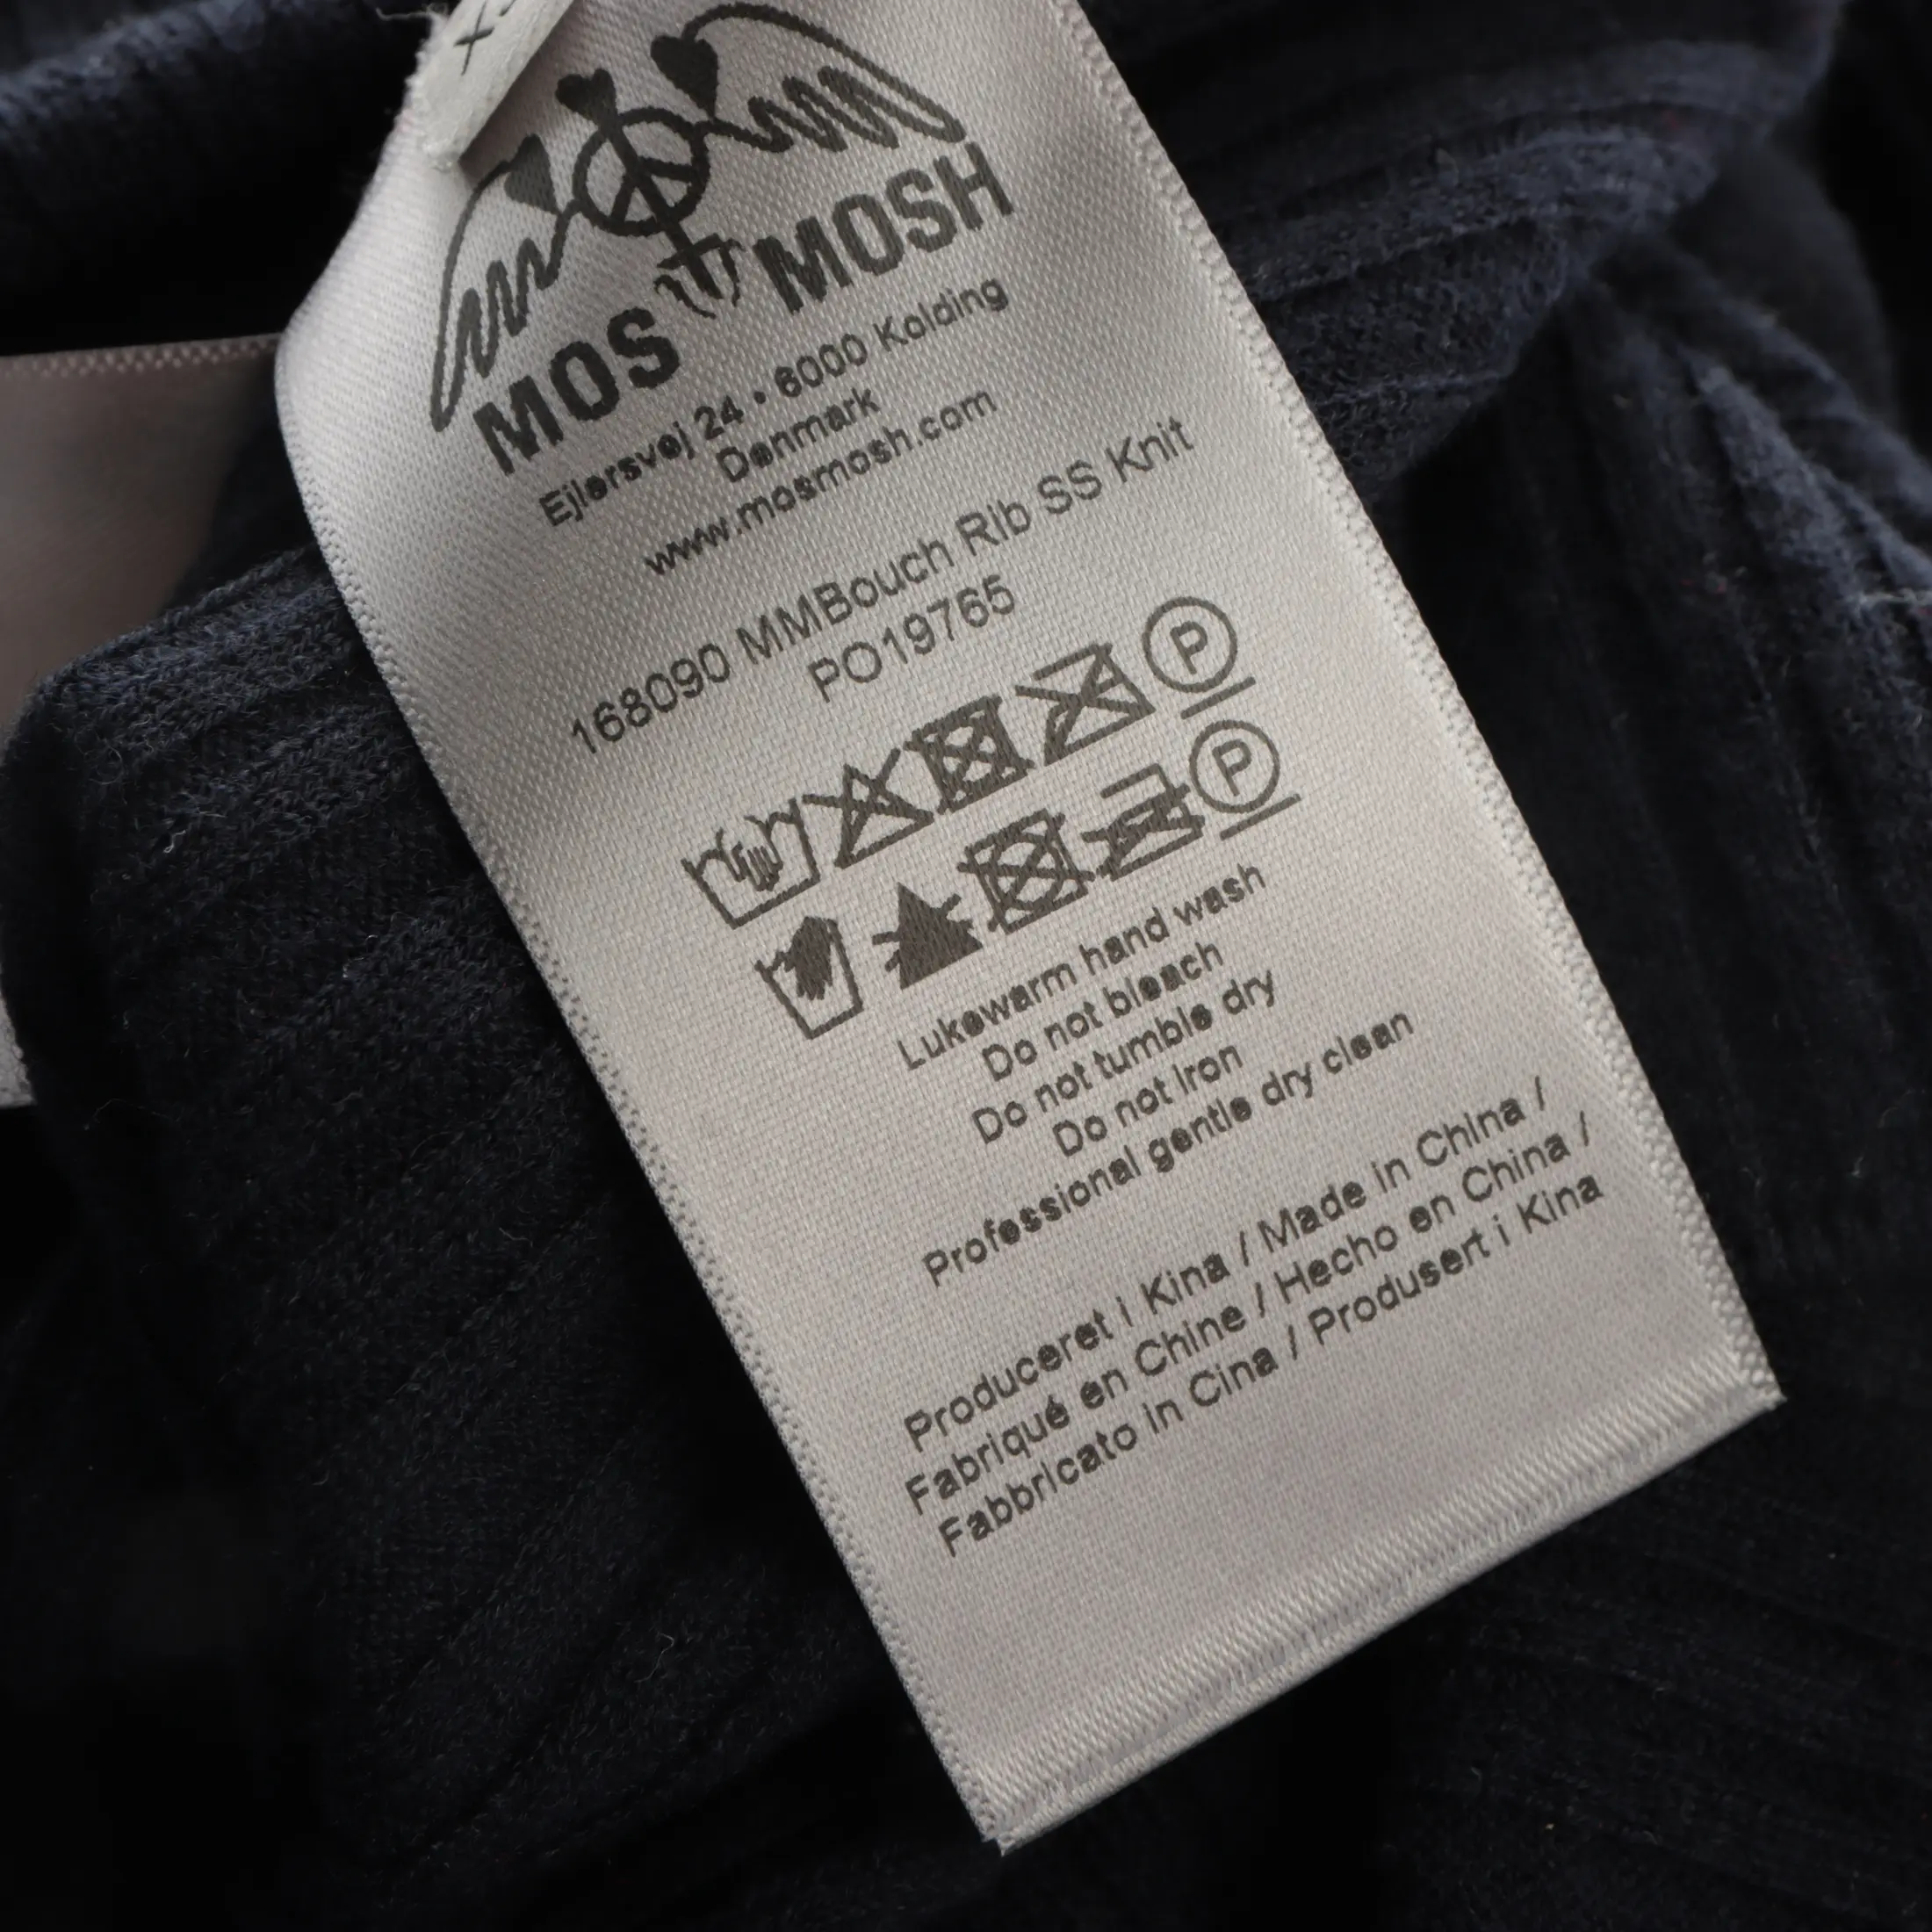 XS
MOS MOSH
Ejlersvej 24 • 6000 Kolding
Denmark
www.mosmosh.com
168090 MMBouch Rib SS Knit
PO19765
P
P
Lukewarm hand wash
Do not bleach
Do not tumble dry
Do not Iron
Professional gentle dry clean
Produceret i Kina / Made in China /
Fabriqué en Chine / Hecho en China /
Fabbricato in Cina / Produsert i Kina